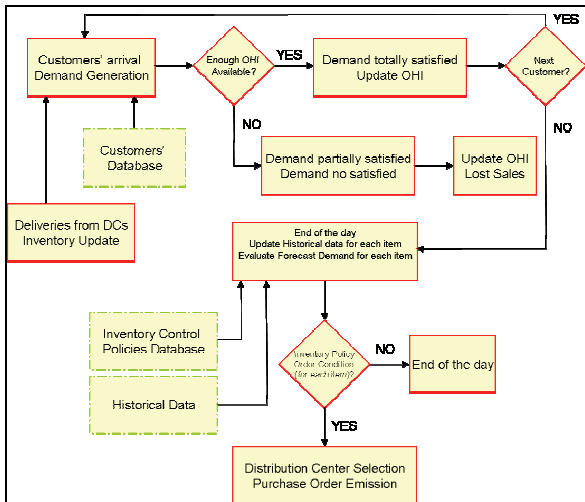 YES
Customers' arrival
Demand Generation
Enough OHI
Available?
YES
Demand totally satisfied
Update OHI
Next
Customer?
NO
NO
Customers'
Database
Demand partially satisfied
Demand no satisfied
Update OHI
Lost Sales
Deliveries from DCs
Inventory Update
End of the day
Update Historical data for each item
Evaluate Forecast Demand for each item
Inventory Control
Policies Database
Inventory Policy
Order Condition
(for each item)?
NO
End of the day
Historical Data
YES
Distribution Center Selection
Purchase Order Emission